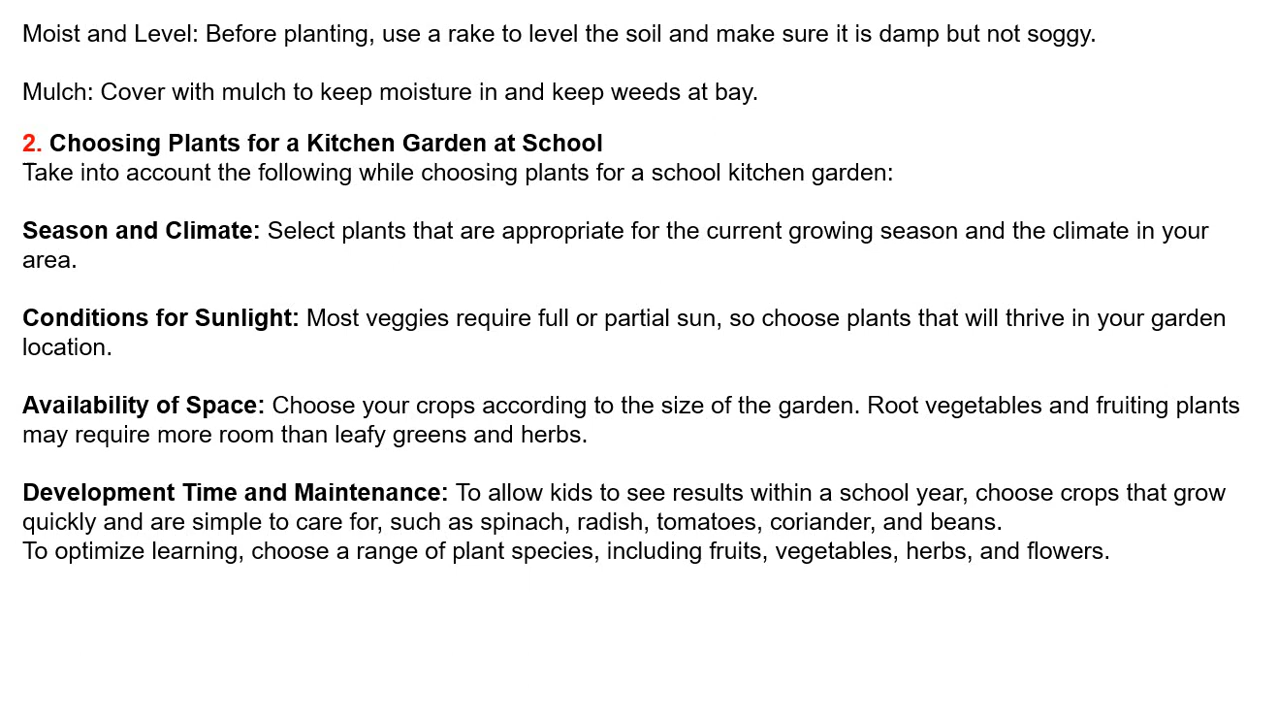 Moist and Level: Before planting, use a rake to level the soil and make sure it is damp but not soggy.
Mulch: Cover with mulch to keep moisture in and keep weeds at bay.
2. Choosing Plants for a Kitchen Garden at School
Take into account the following while choosing plants for a school kitchen garden:
Season and Climate: Select plants that are appropriate for the current growing season and the climate in your
area.
Conditions for Sunlight: Most veggies require full or partial sun, so choose plants that will thrive in your garden
location.
Availability of Space: Choose your crops according to the size of the garden. Root vegetables and fruiting plants
may require more room than leafy greens and herbs.
Development Time and Maintenance: To allow kids to see results within a school year, choose crops that grow
quickly and are simple to care for, such as spinach, radish, tomatoes, coriander, and beans.
To optimize learning, choose a range of plant species, including fruits, vegetables, herbs, and flowers.